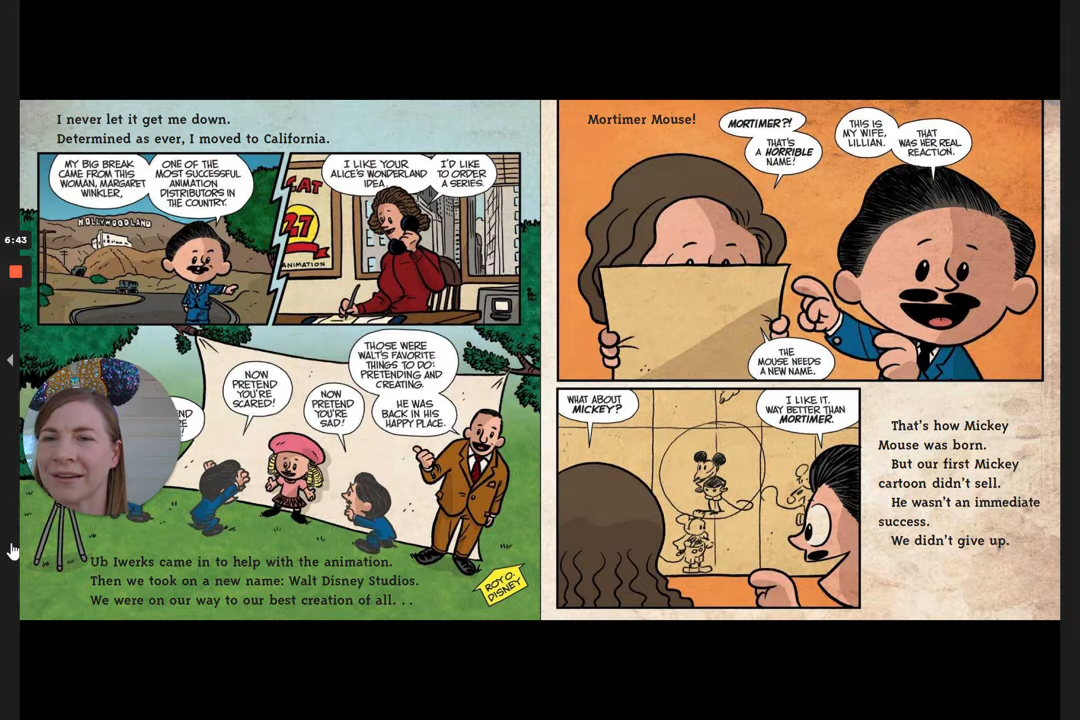 I never let it get me down.
Determined as ever, I moved to California.
MY BIG BREAK
CAME FROM THIS
WOMAN, MARGARET
WINKLER,
ONE OF THE
MOST SUCCESSFUL
ANIMATION
DISTRIBUTORS IN
THE COUNTRY.
HOLLYWOODLAND
I LIKE YOUR
ALICE'S WONDERLAND
IDEA.
I'D LIKE
TO ORDER
A SERIES.
CAT
27
ANIMATION
6:43
NOW
PRETEND
YOU'RE
SCARED!
NOW
PRETEND
YOU'RE
SAD!
THOSE WERE
WALT'S FAVORITE
THINGS TO DO:
PRETENDING AND
CREATING.
HE WAS
BACK IN HIS
HAPPY PLACE.
Ub Iwerks came in to help with the animation.
Then we took on a new name: Walt Disney Studios.
We were on our way to our best creation of all. . .
ROY O.
DISNEY
Mortimer Mouse!
MORTIMER?!
THAT'S
A HORRIBLE
NAME!
THIS IS
MY WIFE,
LILLIAN.
THAT
WAS HER REAL
REACTION.
THE
MOUSE NEEDS
A NEW NAME.
WHAT ABOUT
MICKEY?
I LIKE IT.
WAY BETTER THAN
MORTIMER.
That's how Mickey
Mouse was born.
But our first Mickey
cartoon didn't sell.
He wasn't an immediate
success.
We didn't give up.